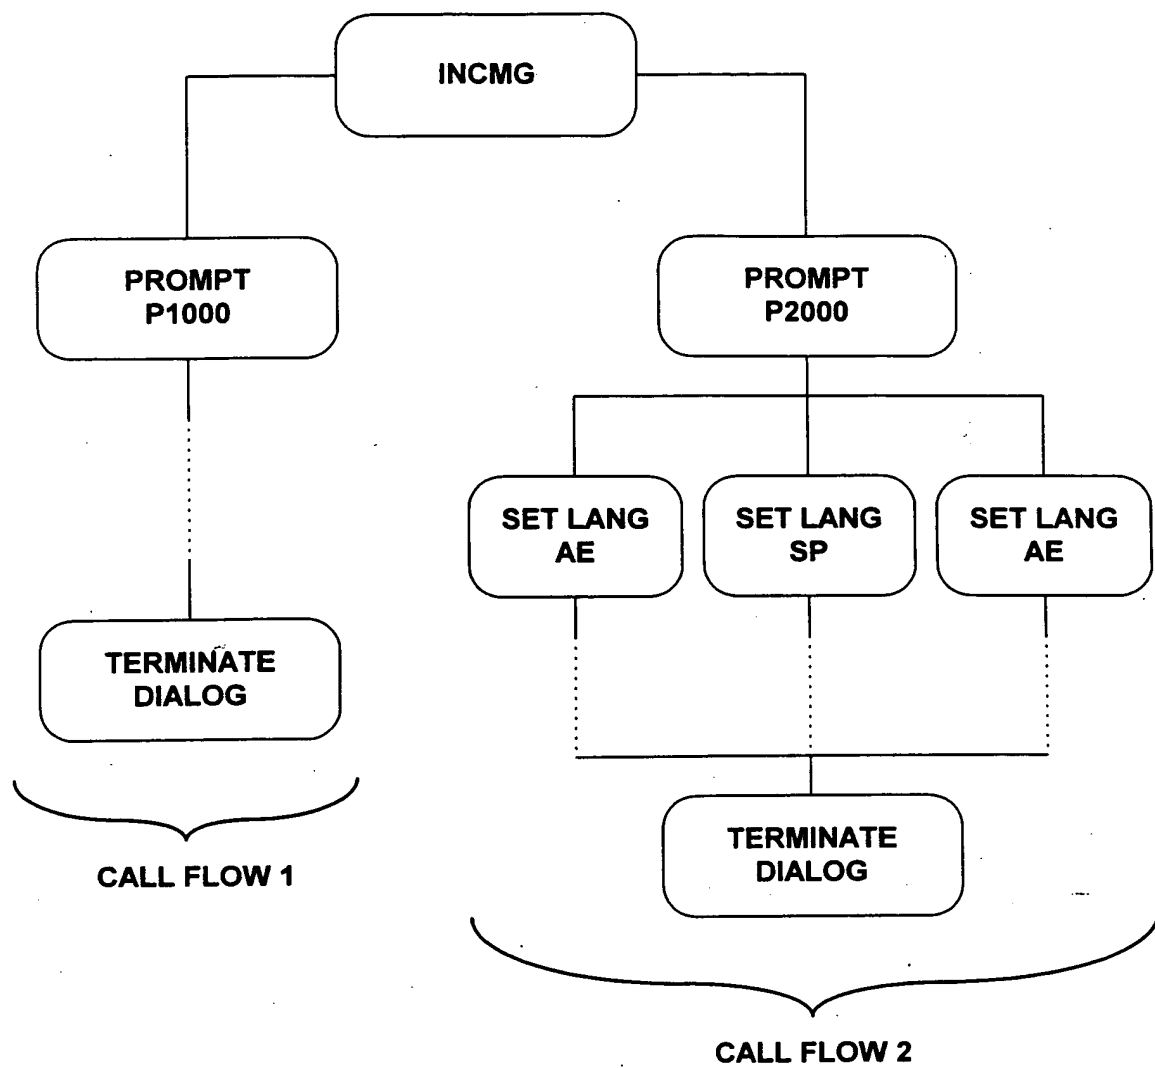 INCMG
PROMPT
P1000
PROMPT
P2000
SET LANG
AE
SET LANG
SP
SET LANG
AE
TERMINATE
DIALOG
CALL FLOW 1
TERMINATE
DIALOG
CALL FLOW 2